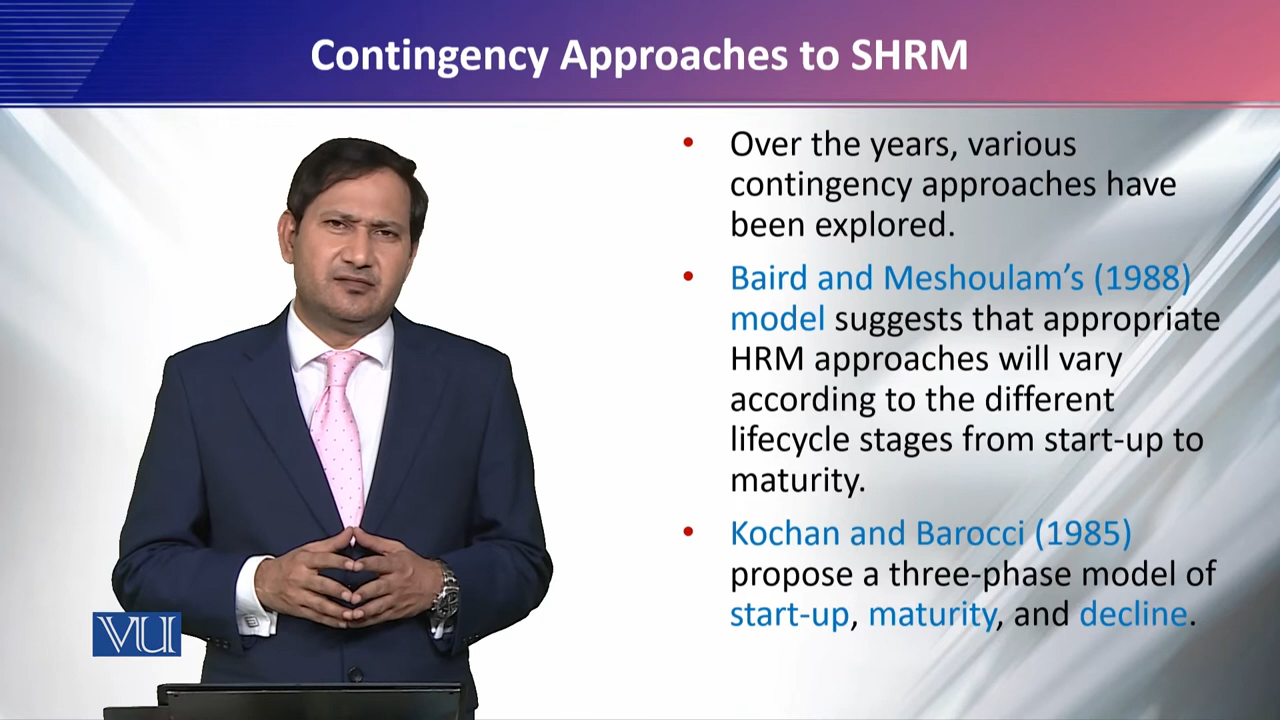 Contingency Approaches to SHRM
• Over the years, various
contingency approaches have
been explored.
• Baird and Meshoulam’s (1988)
model suggests that appropriate
HRM approaches will vary
according to the different
lifecycle stages from start-up to
maturity.
• Kochan and Barocci (1985)
propose a three-phase model of
start-up, maturity, and decline.
VU